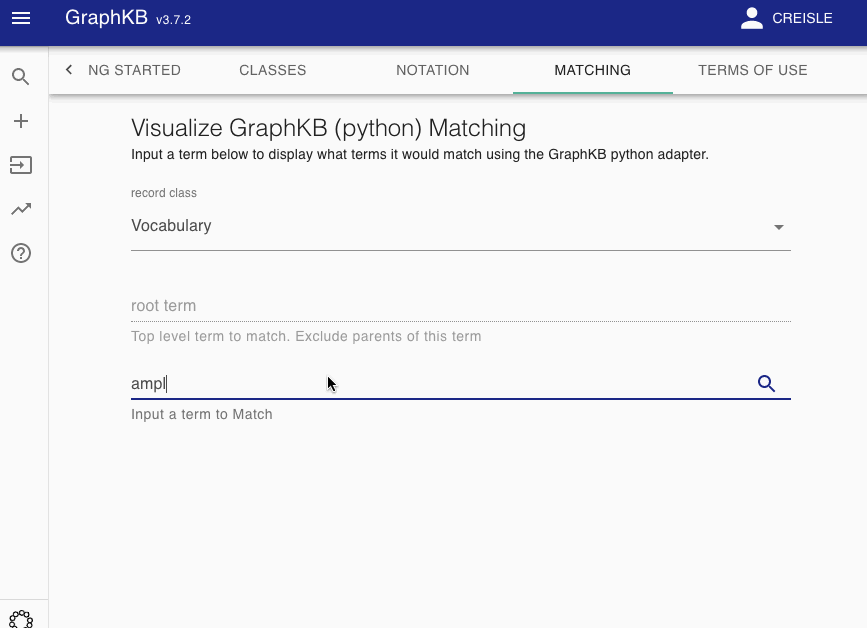 GraphKB v3.7.2
CREISLE
NG STARTED CLASSES NOTATION MATCHING TERMS OF USE
Visualize GraphKB (python) Matching
Input a term below to display what terms it would match using the GraphKB python adapter.
record class
Vocabulary
root term
Top level term to match. Exclude parents of this term
ampl
Input a term to Match